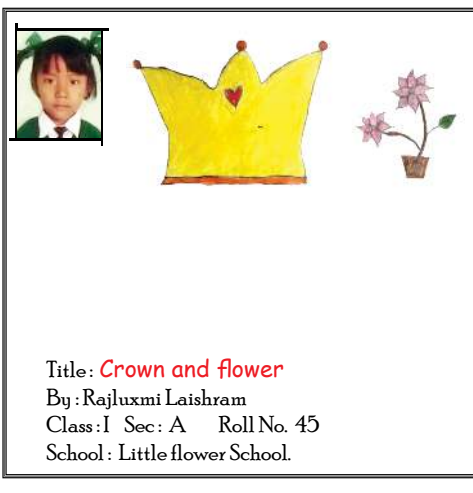 Title : Crown and flower
By : Rajluxmi Laishram
Class : I Sec : A Roll No. 45
School : Little flower School.